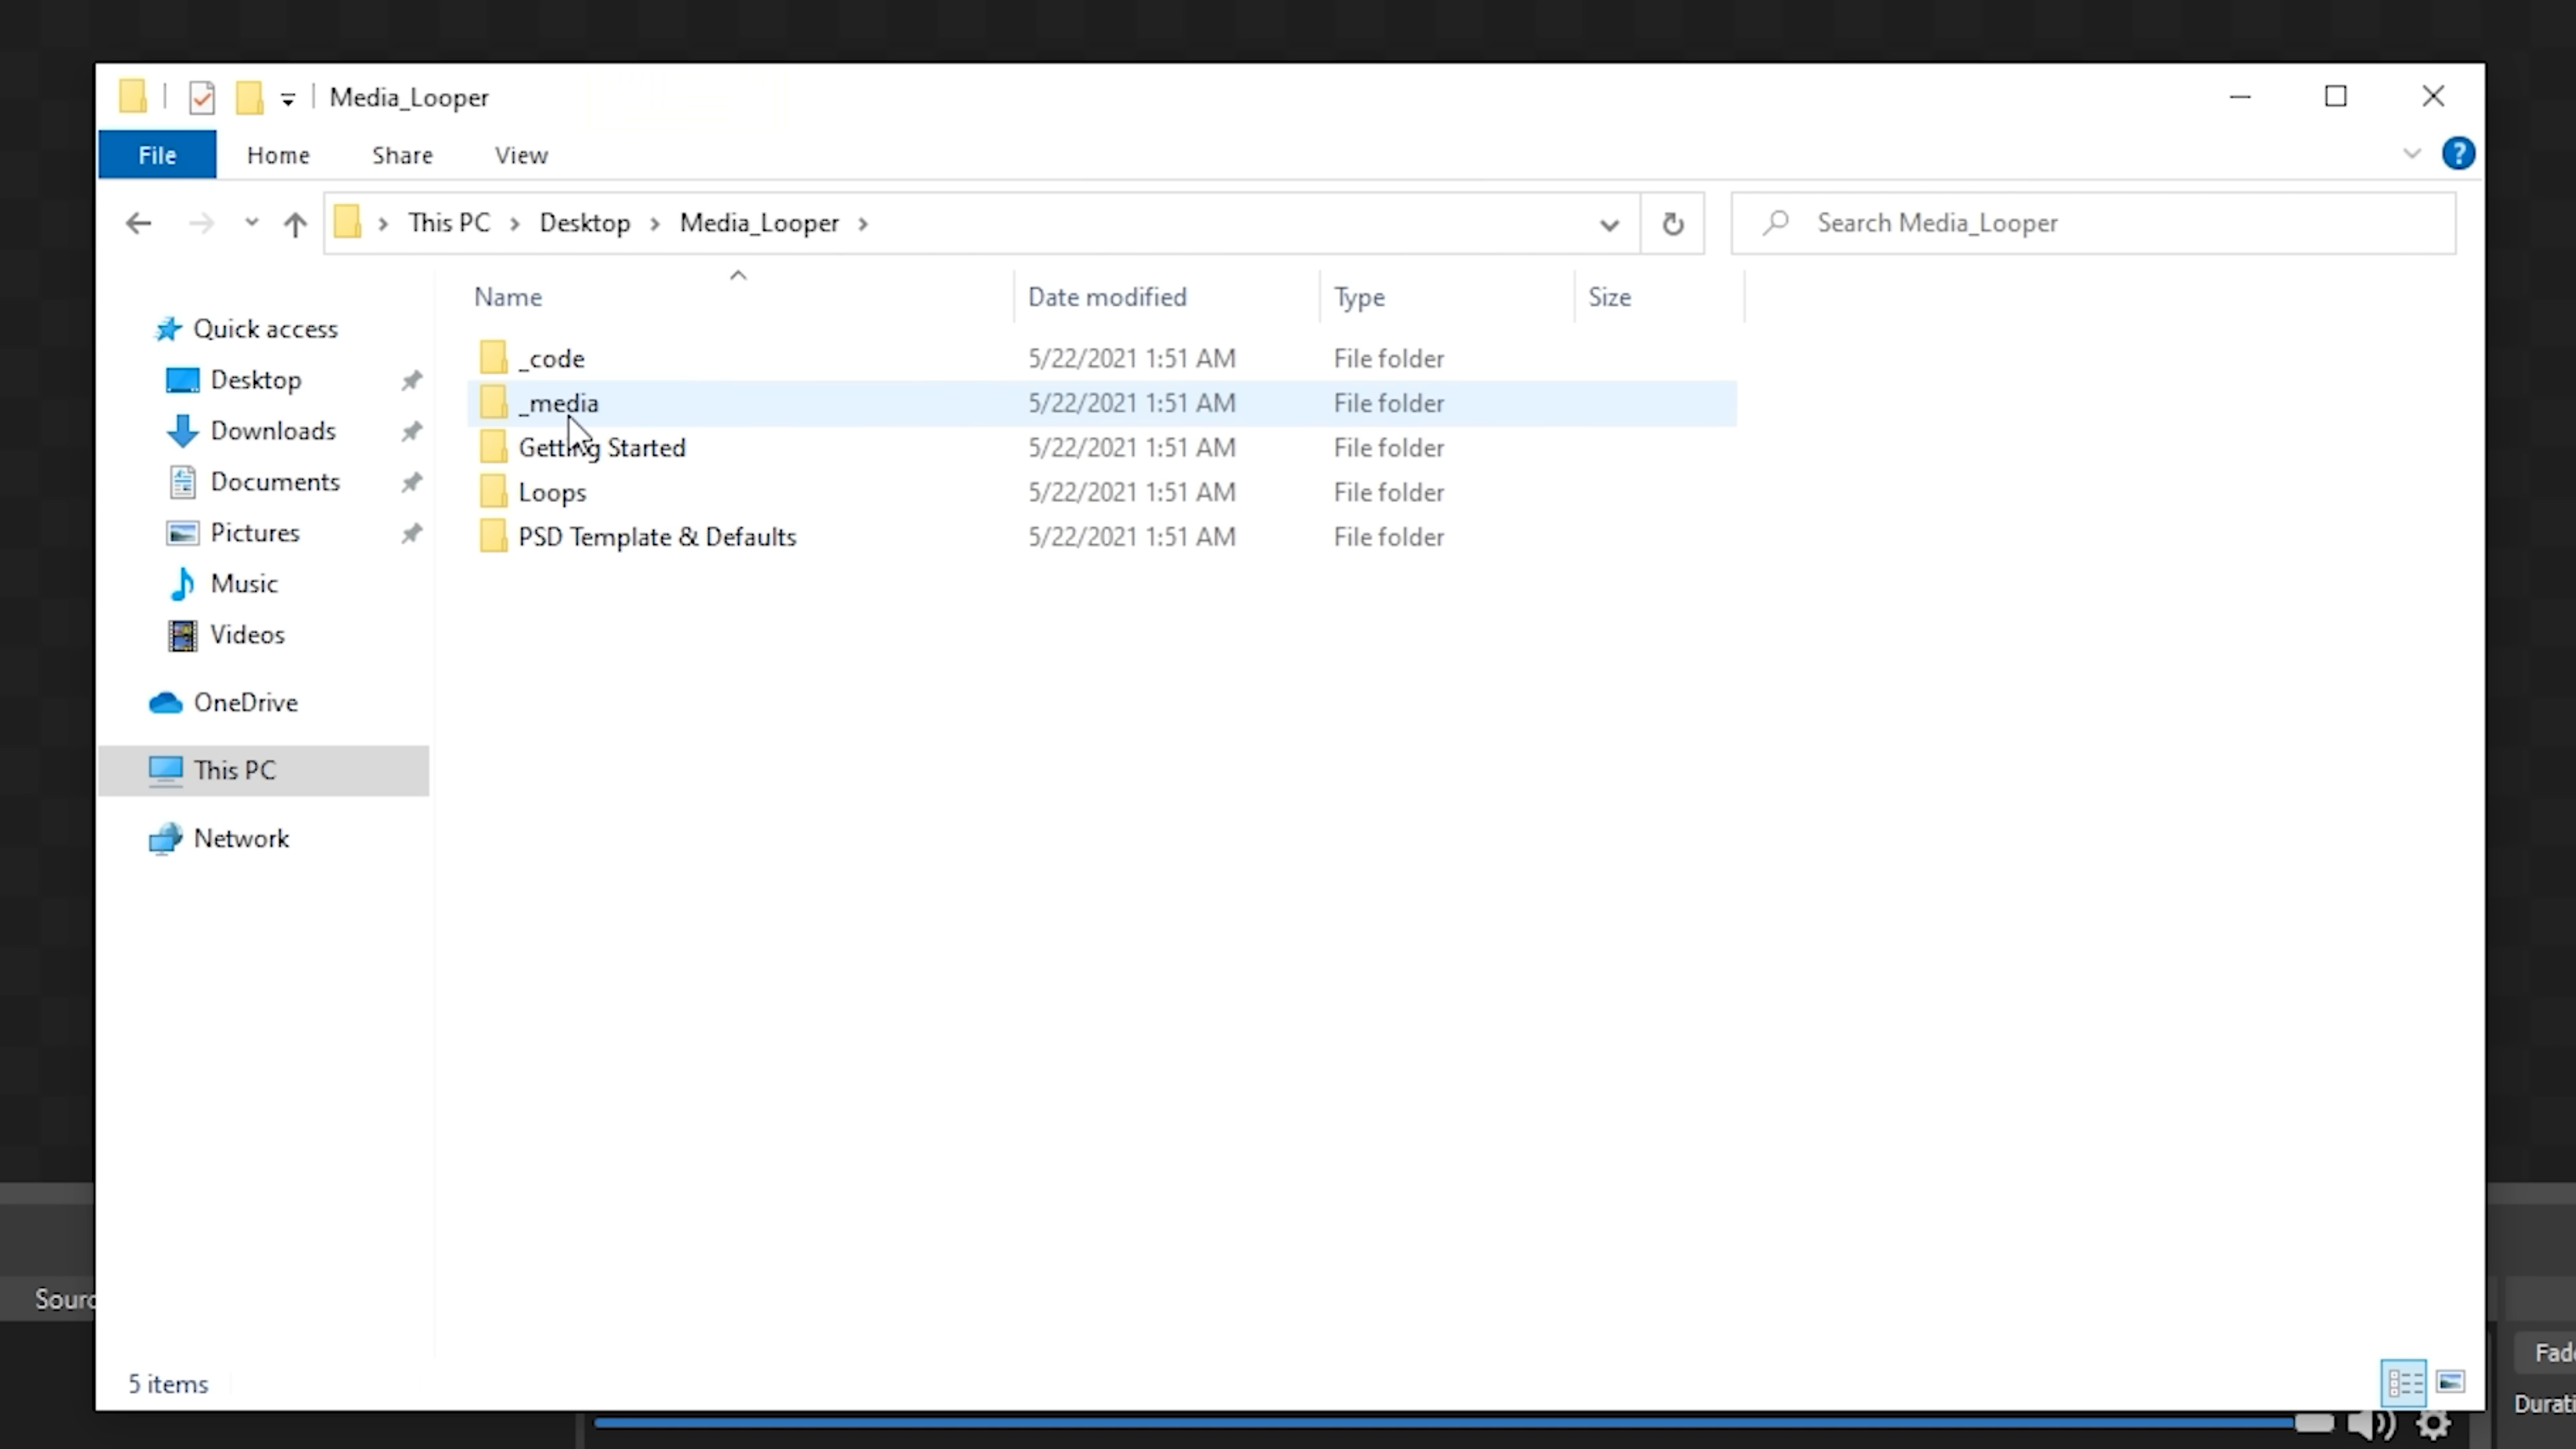 Media_Looper
File Home Share View
This PC Desktop Media_Looper
Search Media_Looper
Name Date modified Type Size
Quick access
Desktop
Downloads
Documents
Pictures
Music
Videos
OneDrive
This PC
Network
_code 5/22/2021 1:51 AM File folder
_media 5/22/2021 1:51 AM File folder
Getting Started 5/22/2021 1:51 AM File folder
Loops 5/22/2021 1:51 AM File folder
PSD Template & Defaults 5/22/2021 1:51 AM File folder
5 items
Sourc
Fad
Durati